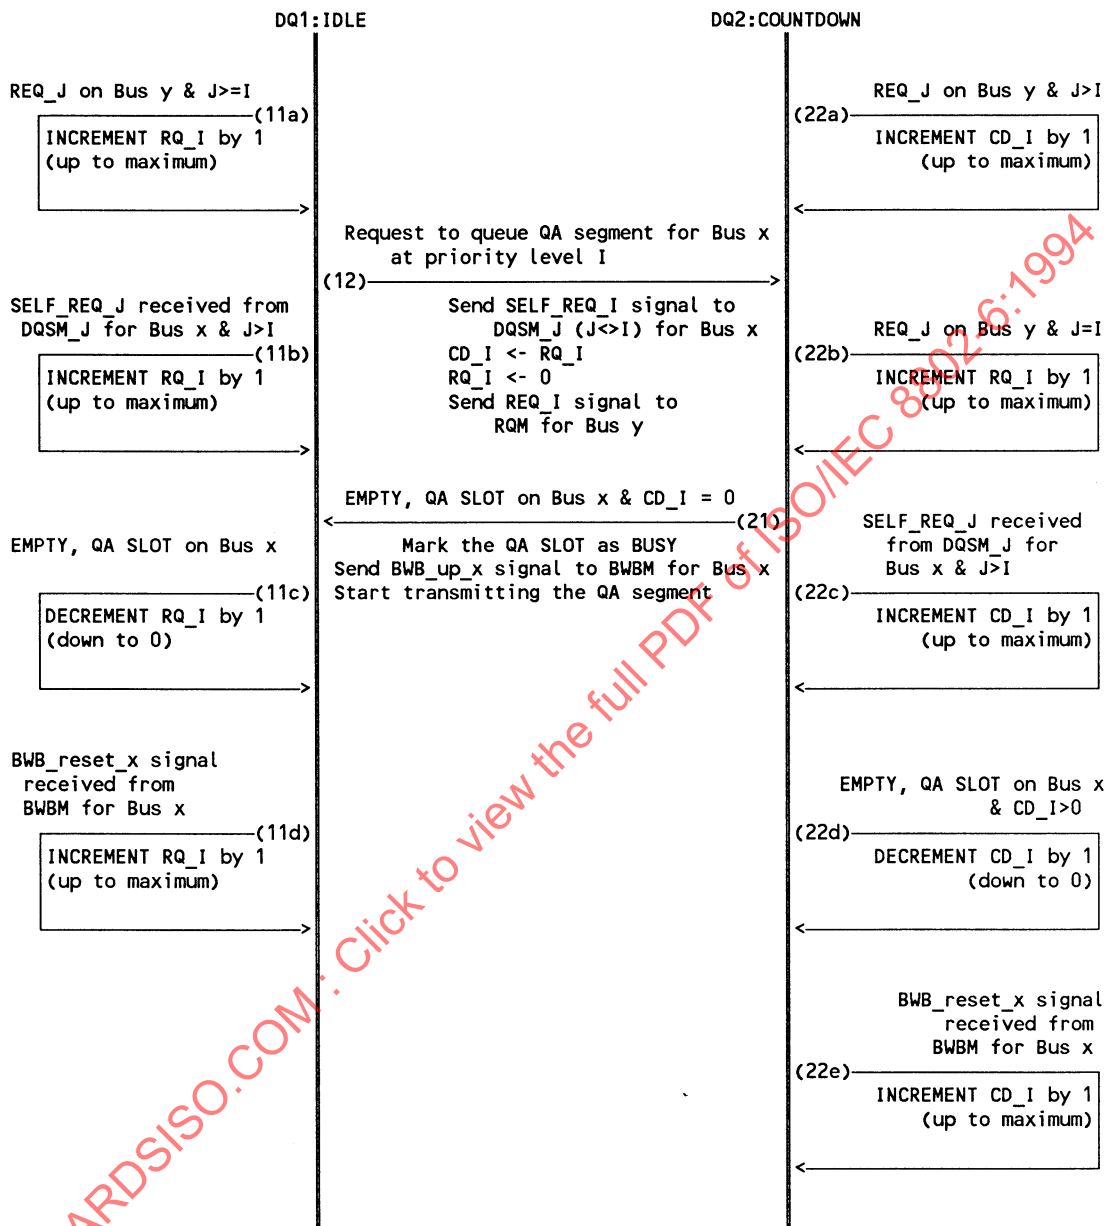 DQ1:IDLE
DQ2:COUNTDOWN
REQ_J on Bus y & J>=I
(11a)
INCREMENT RQ_I by 1
(up to maximum)
REQ_J on Bus y & J>I
(22a)
INCREMENT CD_I by 1
(up to maximum)
Request to queue QA segment for Bus x
at priority level I
(12)
Send SELF_REQ_I signal to
DQSM_J (J<>I) for Bus x
CD_I <- RQ_I
RQ_I <- 0
Send REQ_I signal to
RQM for Bus y
SELF_REQ_J received from
DQSM_J for Bus x & J>I
(11b)
INCREMENT RQ_I by 1
(up to maximum)
REQ_J on Bus y & J=I
(22b)
INCREMENT RQ_I by 1
(up to maximum)
EMPTY, QA SLOT on Bus x & CD_I = 0
(21)
Mark the QA SLOT as BUSY
Send BWB_up_x signal to BWBM for Bus x
Start transmitting the QA segment
EMPTY, QA SLOT on Bus x
(11c)
DECREMENT RQ_I by 1
(down to 0)
SELF_REQ_J received
from DQSM_J for
Bus x & J>I
(22c)
INCREMENT CD_I by 1
(up to maximum)
BWB_reset_x signal
received from
BWBM for Bus x
(11d)
INCREMENT RQ_I by 1
(up to maximum)
EMPTY, QA SLOT on Bus x
& CD_I>0
(22d)
DECREMENT CD_I by 1
(down to 0)
BWB_reset_x signal
received from
BWBM for Bus x
(22e)
INCREMENT CD_I by 1
(up to maximum)
ARDSISO.COM : Click to view the full PDF of ISO/IEC 8802-6:1994